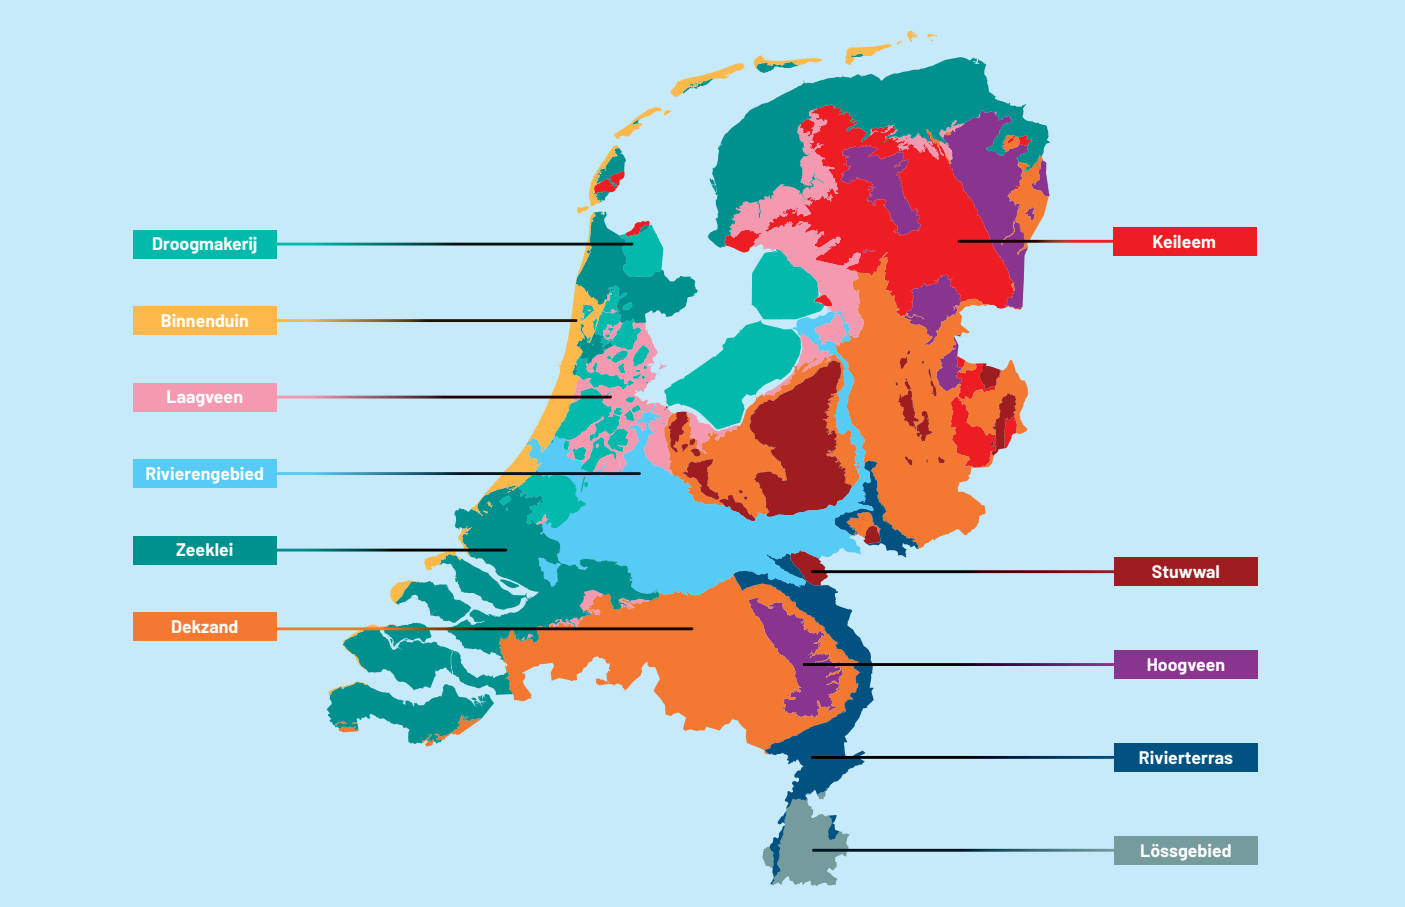 Droogmakerij
Binnenduin
Laagveen
Rivierengebied
Zeeklei
Dekzand
Keileem
Stuwwal
Hoogveen
Rivierterras
Lössgebied